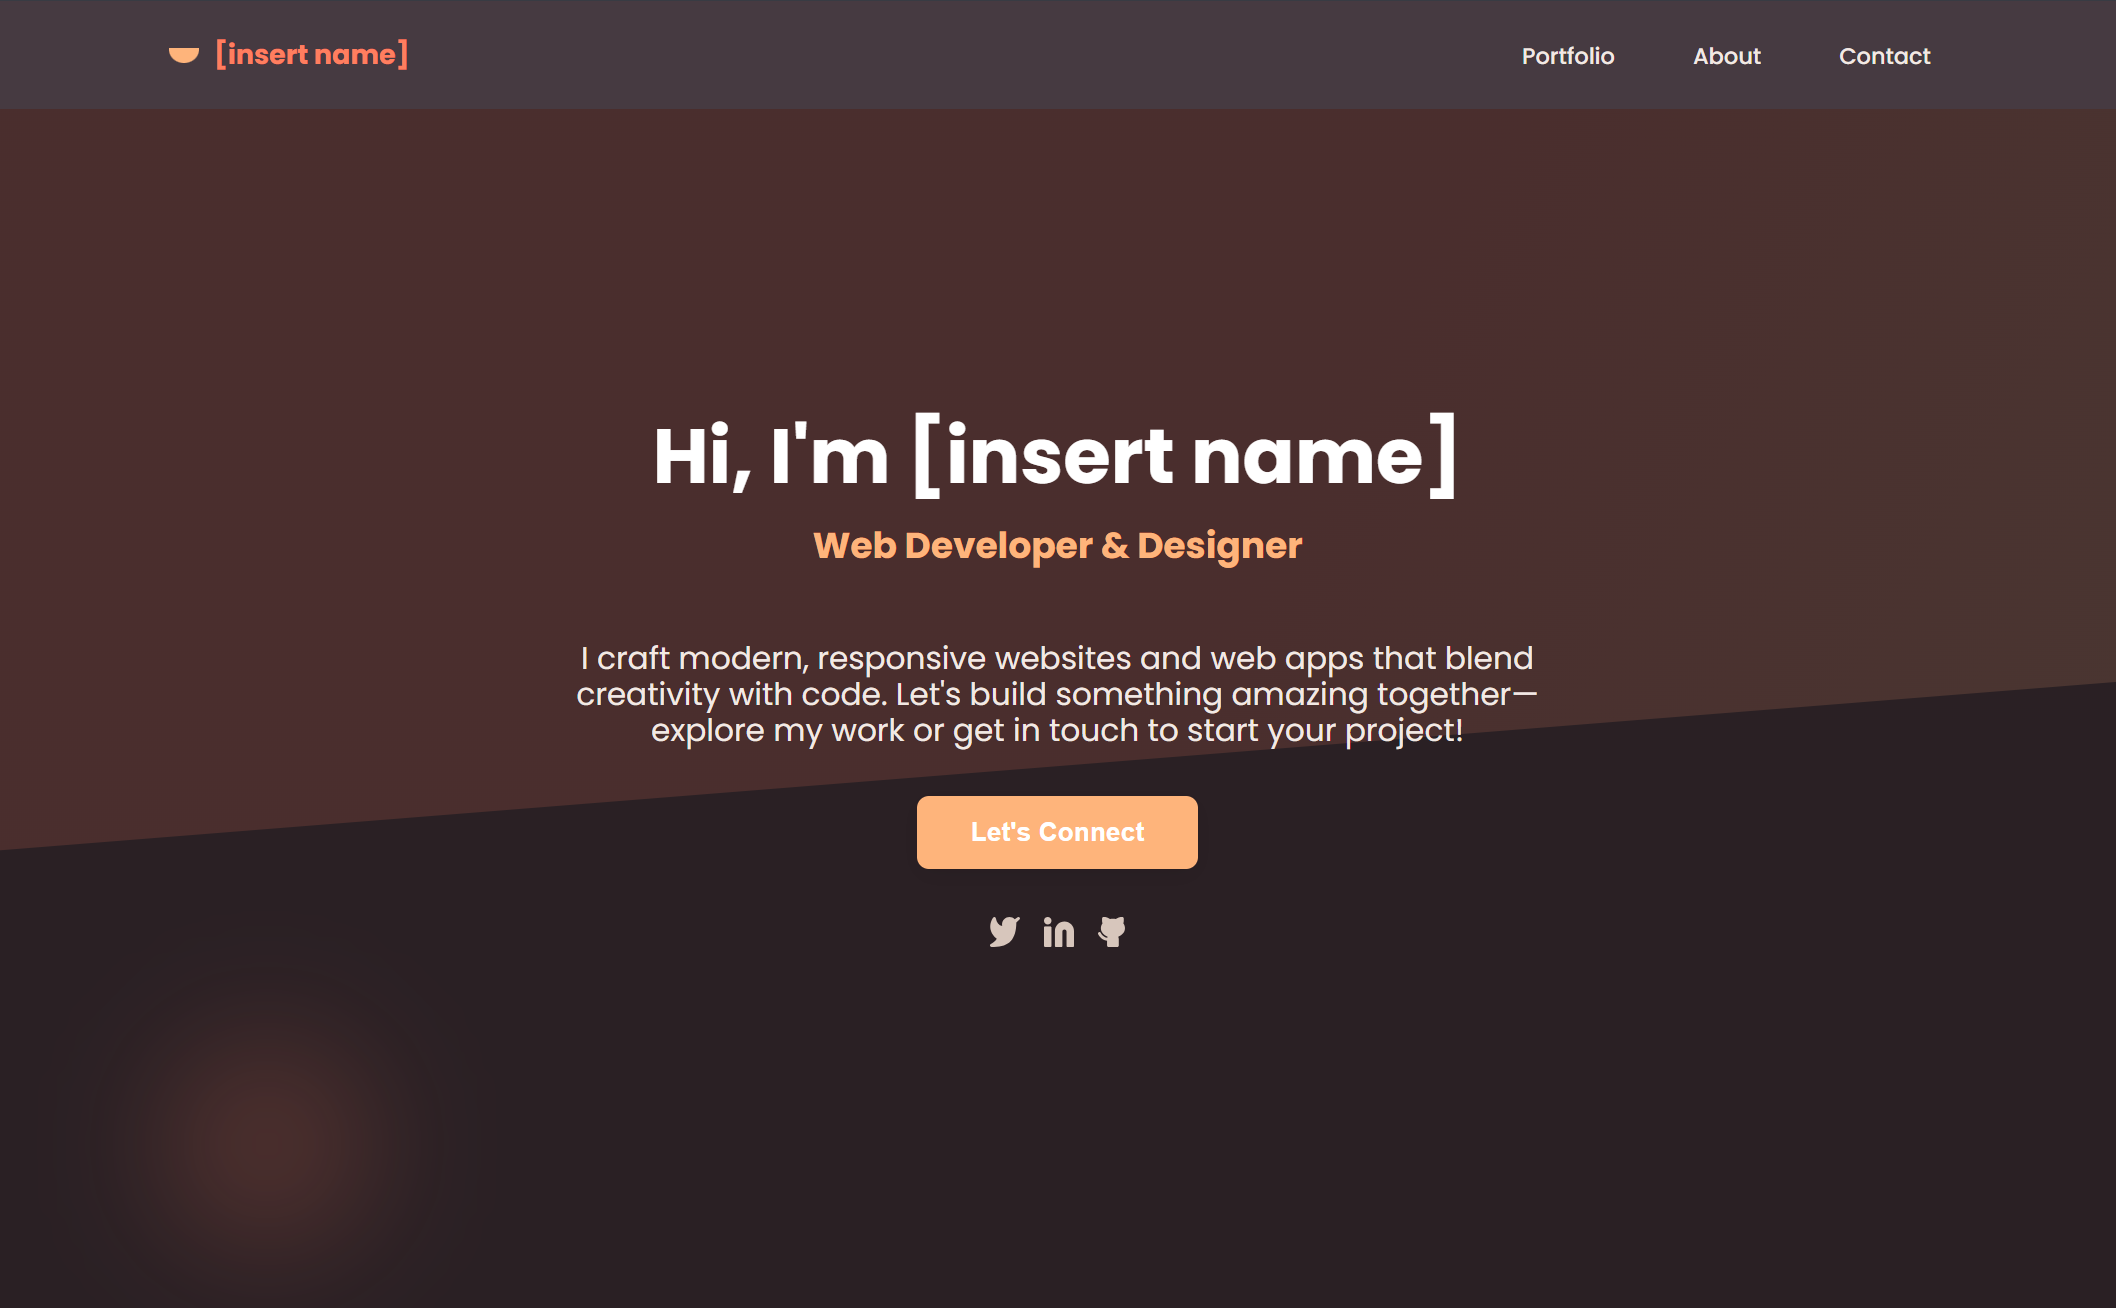 [insert name]
Portfolio
About
Contact
Hi, I'm [insert name]
Web Developer & Designer
I craft modern, responsive websites and web apps that blend
creativity with code. Let's build something amazing together—
explore my work or get in touch to start your project!
Let's Connect